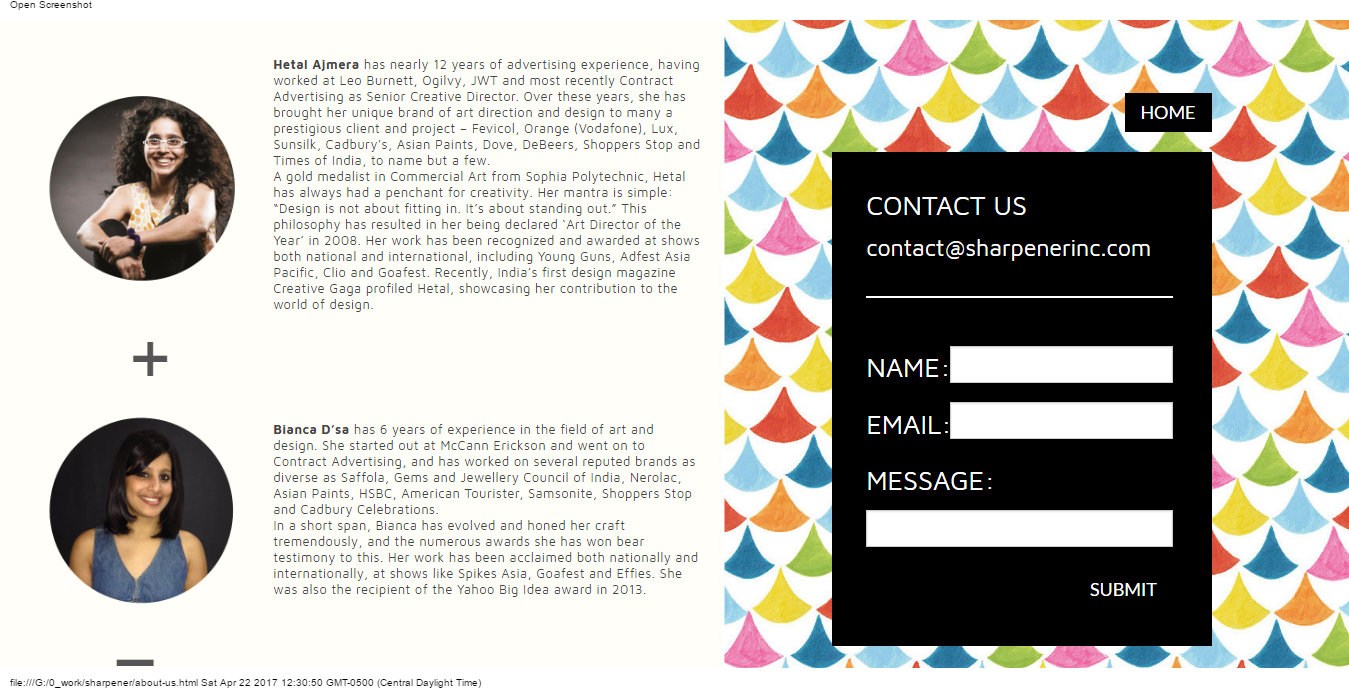 Open Screenshot
Hetal Ajmera has nearly 12 years of advertising experience, having
worked at Leo Burnett, Ogilvy, JWT and most recently Contract
Advertising as Senior Creative Director. Over these years, she has
brought her unique brand of art direction and design to many a
prestigious client and project – Fevicol, Orange (Vodafone), Lux,
Sunsilk, Cadbury’s, Asian Paints, Dove, DeBeers, Shoppers Stop and
Times of India, to name but a few.
A gold medalist in Commercial Art from Sophia Polytechnic, Hetal
has always had a penchant for creativity. Her mantra is simple:
“Design is not about fitting in. It’s about standing out.” This
philosophy has resulted in her being declared ‘Art Director of the
Year’ in 2008. Her work has been recognized and awarded at shows
both national and international, including Young Guns, Adfest Asia
Pacific, Clio and Goafest. Recently, India’s first design magazine
Creative Gaga profiled Hetal, showcasing her contribution to the
world of design.
+
Bianca D’sa has 6 years of experience in the field of art and
design. She started out at McCann Erickson and went on to
Contract Advertising, and has worked on several reputed brands as
diverse as Saffola, Gems and Jewellery Council of India, Nerolac,
Asian Paints, HSBC, American Tourister, Samsonite, Shoppers Stop
and Cadbury Celebrations.
In a short span, Bianca has evolved and honed her craft
tremendously, and the numerous awards she has won bear
testimony to this. Her work has been acclaimed both nationally and
internationally, at shows like Spikes Asia, Goafest and Effies. She
was also the recipient of the Yahoo Big Idea award in 2013.
HOME
CONTACT US
contact@sharpenerinc.com
NAME:
EMAIL:
MESSAGE:
SUBMIT
file:///G:/0_work/sharpener/about-us.html Sat Apr 22 2017 12:30:50 GMT-0500 (Central Daylight Time)